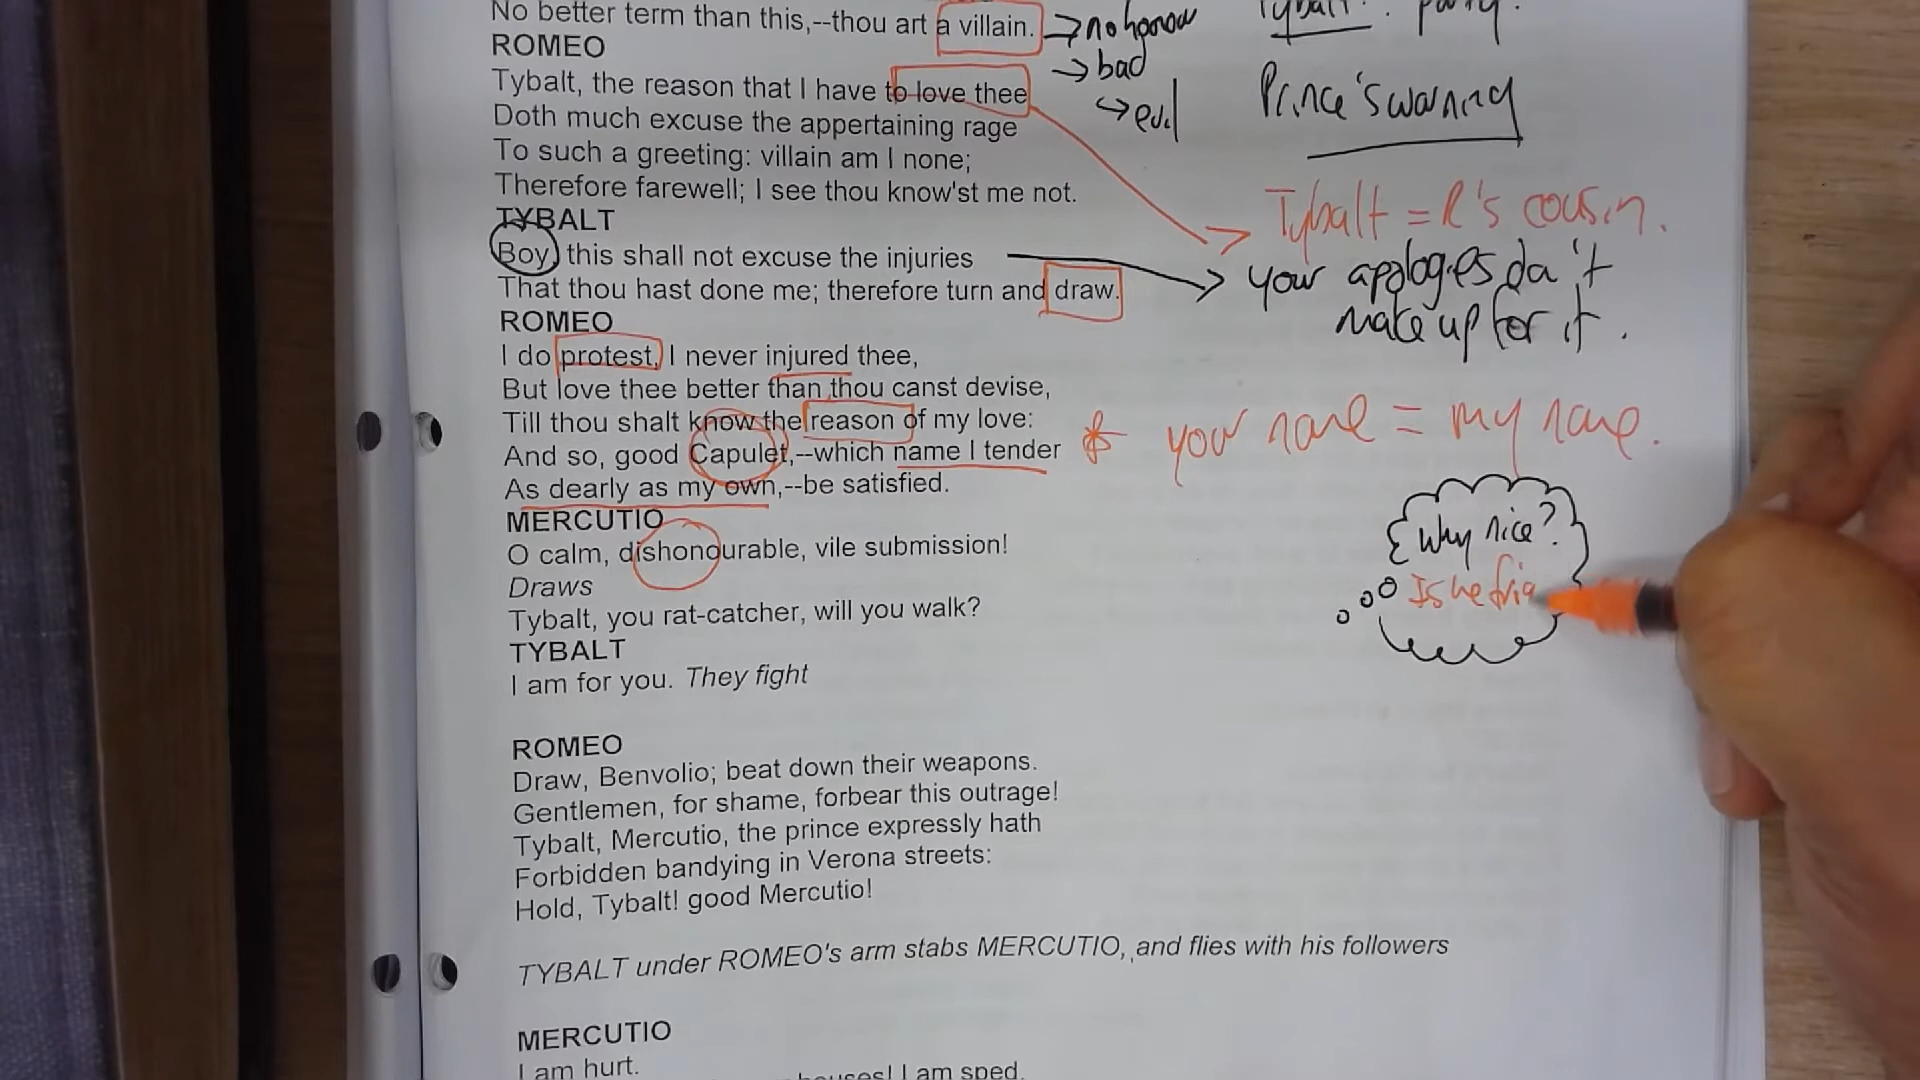 No better term than this,--thou art a villain. → no honour
Tybalt: party.
ROMEO
→ bad
Tybalt, the reason that I have to love thee
Prince's warning
Doth much excuse the appertaining rage
↪ evil
To such a greeting: villain am I none;
Therefore farewell; I see thou know'st me not.
TYBALT
Tybalt = R's cousin.
Boy, this shall not excuse the injuries
your apologies don't
That thou hast done me; therefore turn and draw.
make up for it.
ROMEO
I do protest, I never injured thee,
But love thee better than thou canst devise,
Till thou shalt know the reason of my love:
your name = my name.
And so, good Capulet,--which name I tender
As dearly as my own,--be satisfied.
MERCUTIO
Why nice?
O calm, dishonourable, vile submission!
Draws
Is he frig
Tybalt, you rat-catcher, will you walk?
TYBALT
I am for you. They fight
ROMEO
Draw, Benvolio; beat down their weapons.
Gentlemen, for shame, forbear this outrage!
Tybalt, Mercutio, the prince expressly hath
Forbidden bandying in Verona streets:
Hold, Tybalt! good Mercutio!
TYBALT under ROMEO's arm stabs MERCUTIO, and flies with his followers
MERCUTIO
I am hurt.
houses! I am sped.